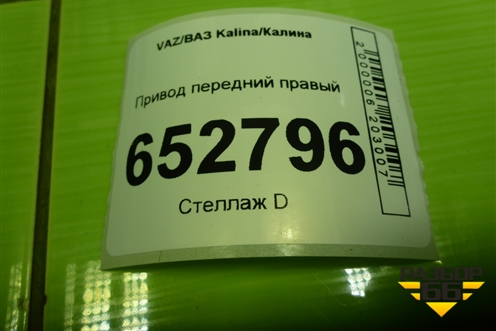 VAZ/ВАЗ Kalina/Калина
Привод передний правый
652796
Стеллаж D
2000006203007
РАЗБОР
66